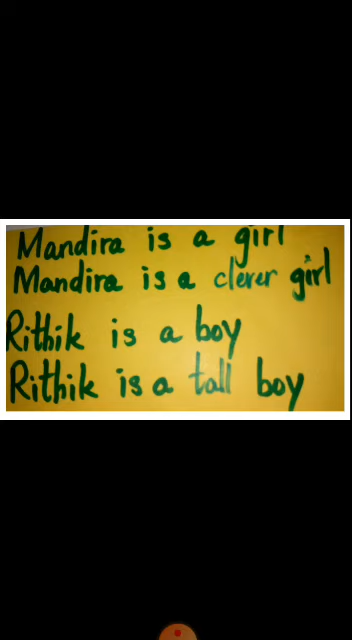 Mandira is a girl
Mandira is a clever girl
Rithik is a boy
Rithik is a tall boy